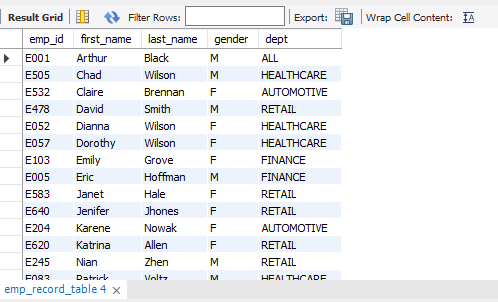 Result Grid Filter Rows: Export: Wrap Cell Content:
emp_id first_name last_name gender dept
E001 Arthur Black M ALL
E505 Chad Wilson M HEALTHCARE
E532 Claire Brennan F AUTOMOTIVE
E478 David Smith M RETAIL
E052 Dianna Wilson F HEALTHCARE
E057 Dorothy Wilson F HEALTHCARE
E103 Emily Grove F FINANCE
E005 Eric Hoffman M FINANCE
E583 Janet Hale F RETAIL
E640 Jenifer Jhones F RETAIL
E204 Karene Nowak F AUTOMOTIVE
E620 Katrina Allen F RETAIL
E245 Nian Zhen M RETAIL
E083 Patrick Voltz M HEALTHCARE
emp_record_table 4